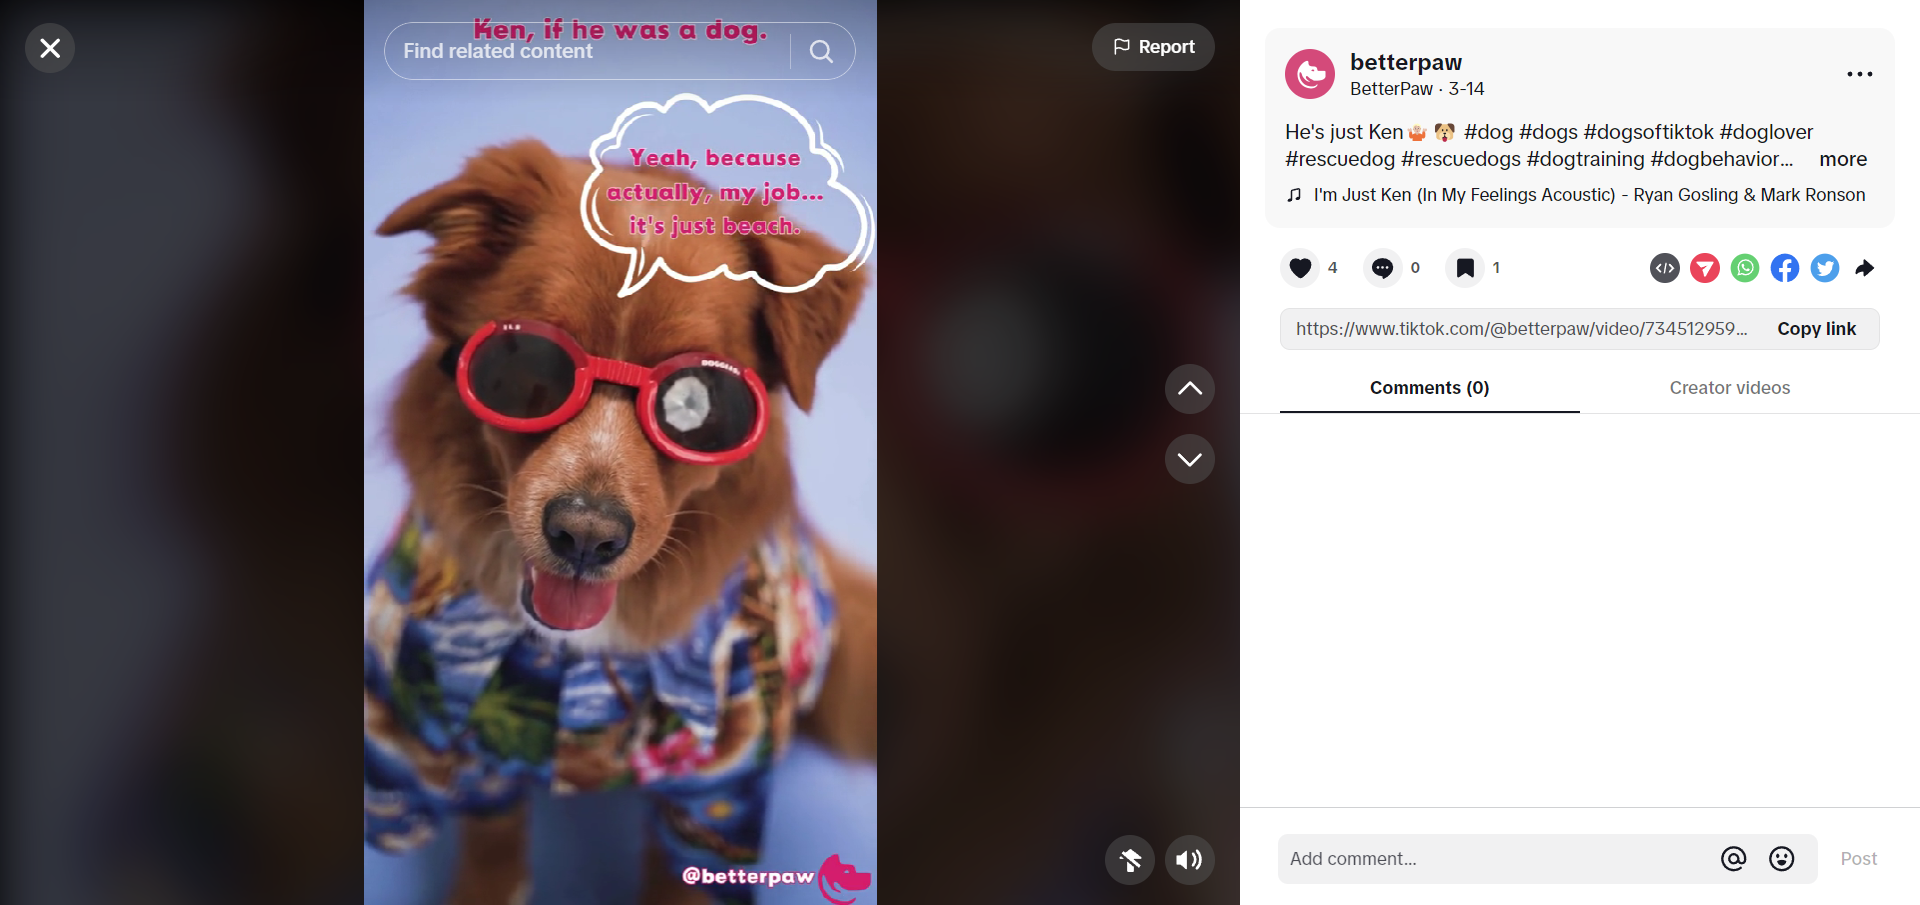 Ken, if he was a dog.
Find related content
Report
Yeah, because
actually, my job...
it's just beach.
DOGGLES
@betterpaw
betterpaw
BetterPaw · 3-14
He's just Ken #dog #dogs #dogsoftiktok #doglover
#rescuedog #rescuedogs #dogtraining #dogbehavior... more
I'm Just Ken (In My Feelings Acoustic) - Ryan Gosling & Mark Ronson
4
0
1
https://www.tiktok.com/@betterpaw/video/734512959... Copy link
Comments (0) Creator videos
Add comment... Post